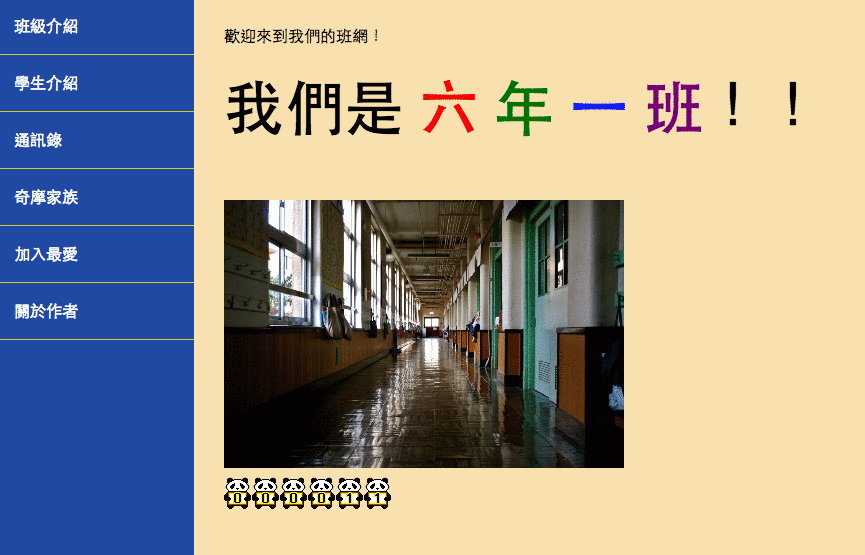 班級介紹
學生介紹
通訊錄
奇摩家族
加入最愛
關於作者
歡迎來到我們的班網！
我們是六年一班！！
000011